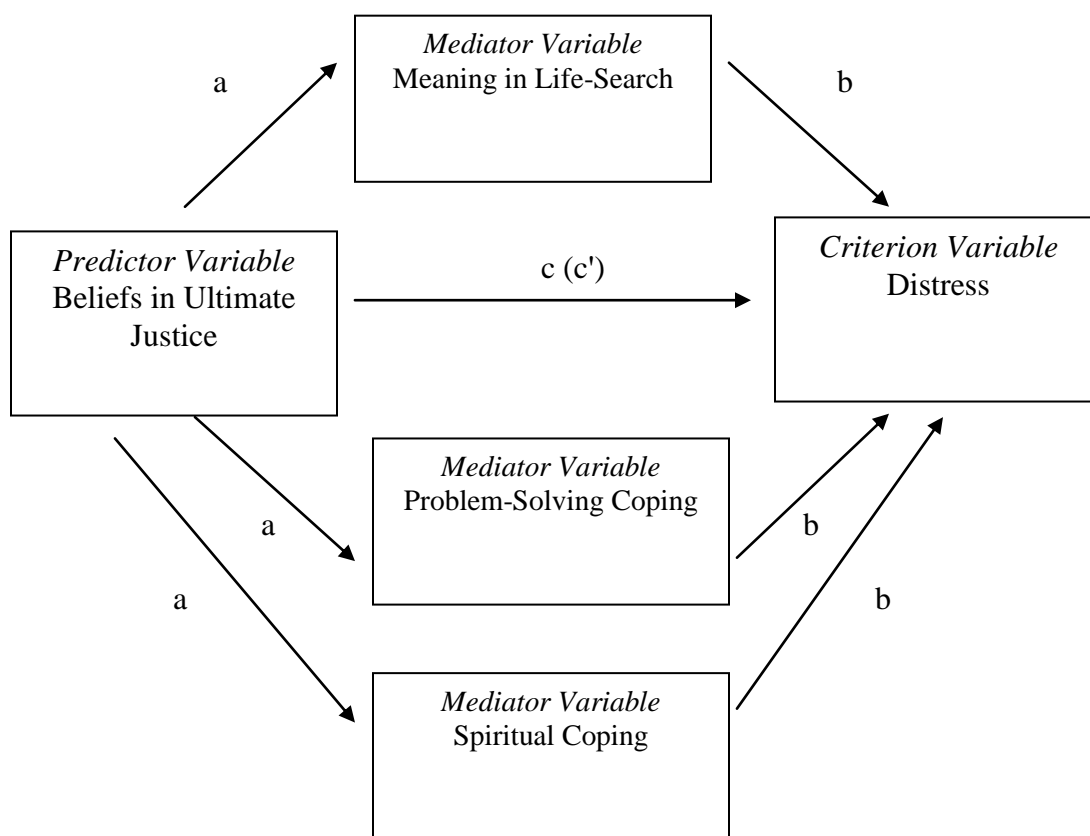 Mediator Variable
Meaning in Life-Search
a
b
Predictor Variable
Beliefs in Ultimate
Justice
c (c')
Criterion Variable
Distress
Mediator Variable
Problem-Solving Coping
a
b
a
b
Mediator Variable
Spiritual Coping